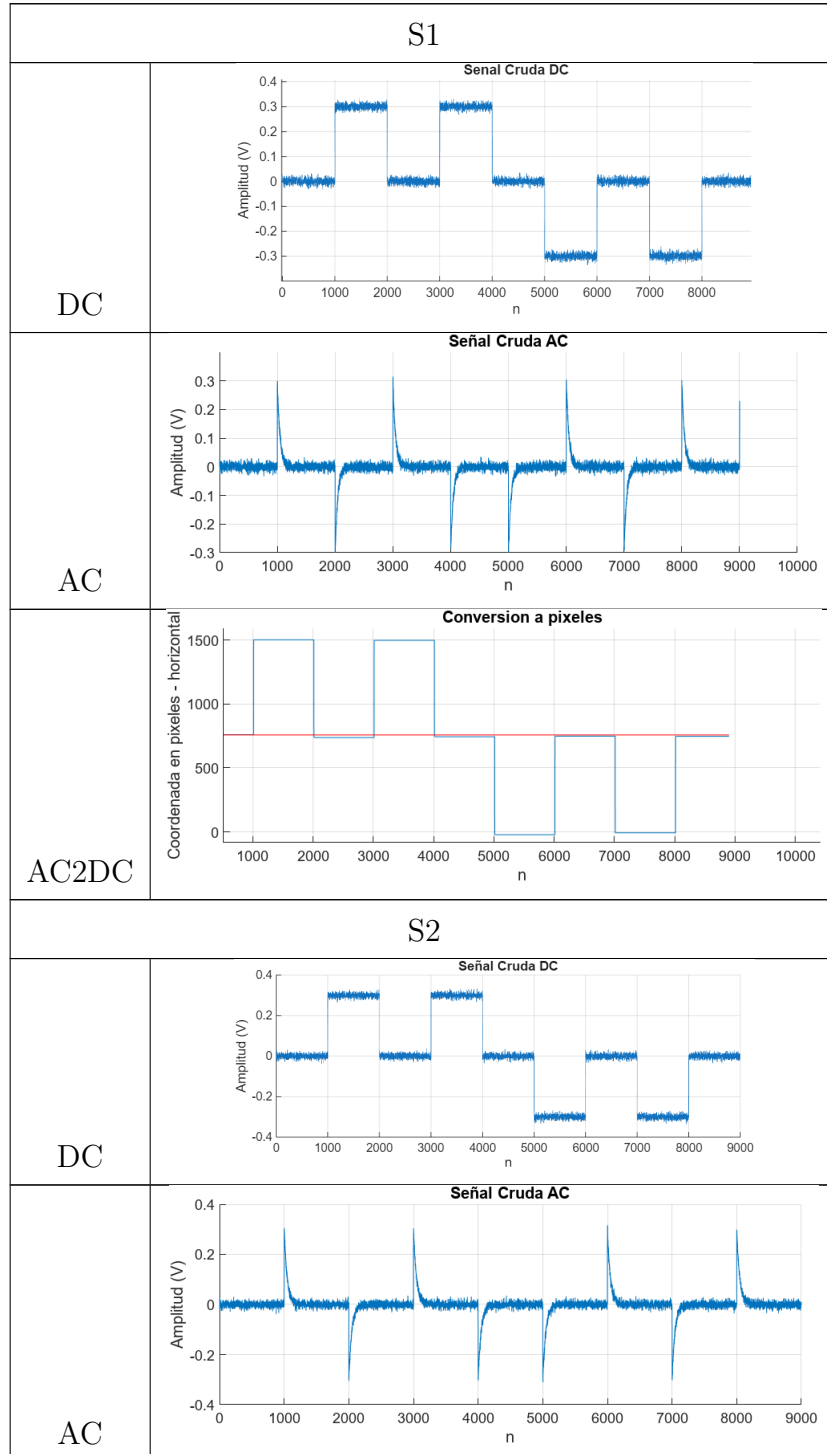 S1
DC
Senal Cruda DC
Amplitud (V)
0.4
0.3
0.2
0.1
0
-0.1
-0.2
-0.3
0 1000 2000 3000 4000 5000 6000 7000 8000
n
AC
Señal Cruda AC
Amplitud (V)
0.3
0.2
0.1
0
-0.1
-0.2
-0.3
0 1000 2000 3000 4000 5000 6000 7000 8000 9000 10000
n
AC2DC
Conversion a pixeles
Coordenada en pixeles - horizontal
1500
1000
500
0
1000 2000 3000 4000 5000 6000 7000 8000 9000 10000
n
S2
DC
Señal Cruda DC
Amplitud (V)
0.4
0.2
0
-0.2
-0.4
0 1000 2000 3000 4000 5000 6000 7000 8000 9000
n
AC
Señal Cruda AC
Amplitud (V)
0.4
0.2
0
-0.2
-0.4
0 1000 2000 3000 4000 5000 6000 7000 8000 9000
n